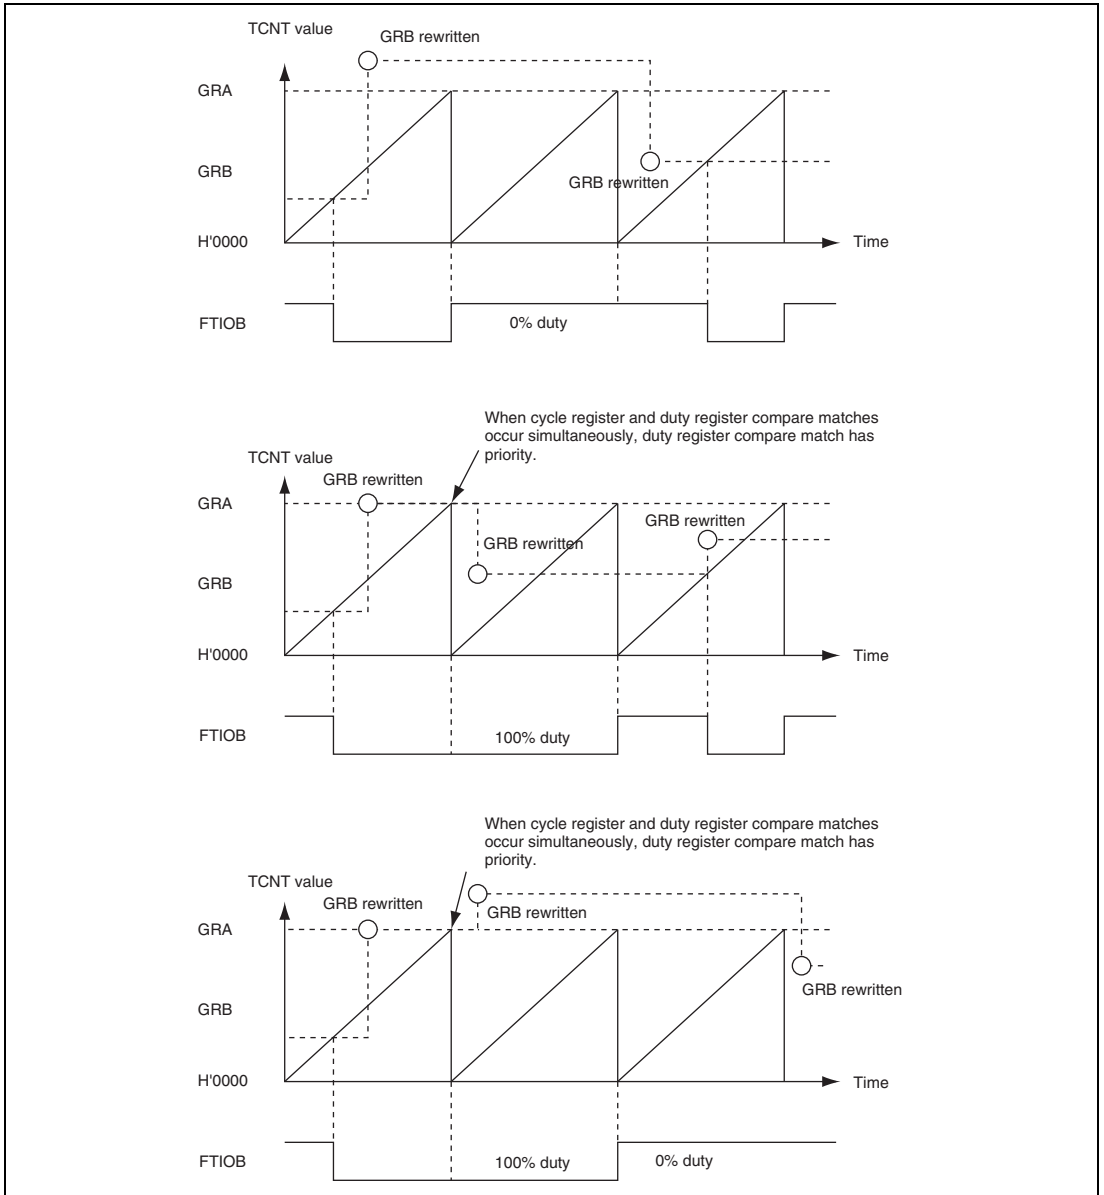 TCNT value
GRB rewritten
GRA
GRB
GRB rewritten
H'0000
Time
FTIOB
0% duty
When cycle register and duty register compare matches
occur simultaneously, duty register compare match has
priority.
TCNT value
GRB rewritten
GRA
GRB rewritten
GRB rewritten
GRB
H'0000
Time
FTIOB
100% duty
When cycle register and duty register compare matches
occur simultaneously, duty register compare match has
priority.
TCNT value
GRB rewritten
GRB rewritten
GRA
GRB rewritten
GRB
H'0000
Time
FTIOB
100% duty
0% duty